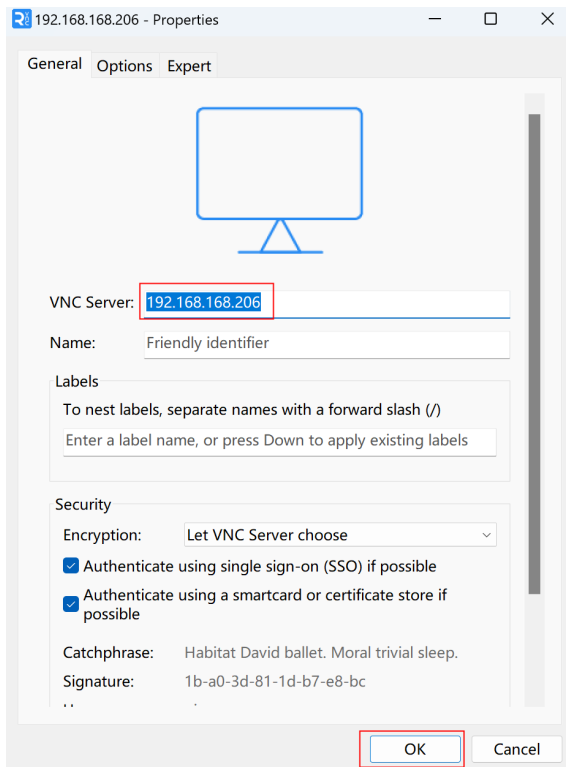 192.168.168.206 - Properties
General Options Expert
VNC Server: 192.168.168.206
Name: Friendly identifier
Labels
To nest labels, separate names with a forward slash (/)
Enter a label name, or press Down to apply existing labels
Security
Encryption: Let VNC Server choose
Authenticate using single sign-on (SSO) if possible
Authenticate using a smartcard or certificate store if
possible
Catchphrase: Habitat David ballet. Moral trivial sleep.
Signature: 1b-a0-3d-81-1d-b7-e8-bc
OK Cancel